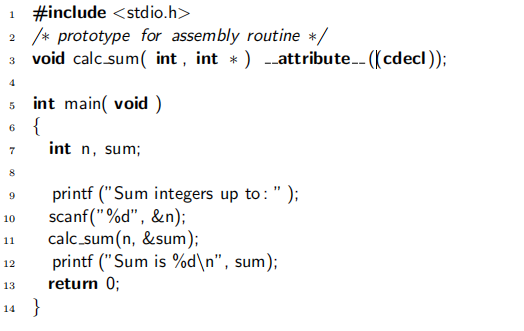 1 #include <stdio.h>
2 /* prototype for assembly routine */
3 void calc_sum( int , int * ) __attribute__((cdecl));
4
5 int main( void )
6 {
7 int n, sum;
8
9 printf ("Sum integers up to: " );
10 scanf("%d", &n);
11 calc_sum(n, &sum);
12 printf ("Sum is %d\n", sum);
13 return 0;
14 }